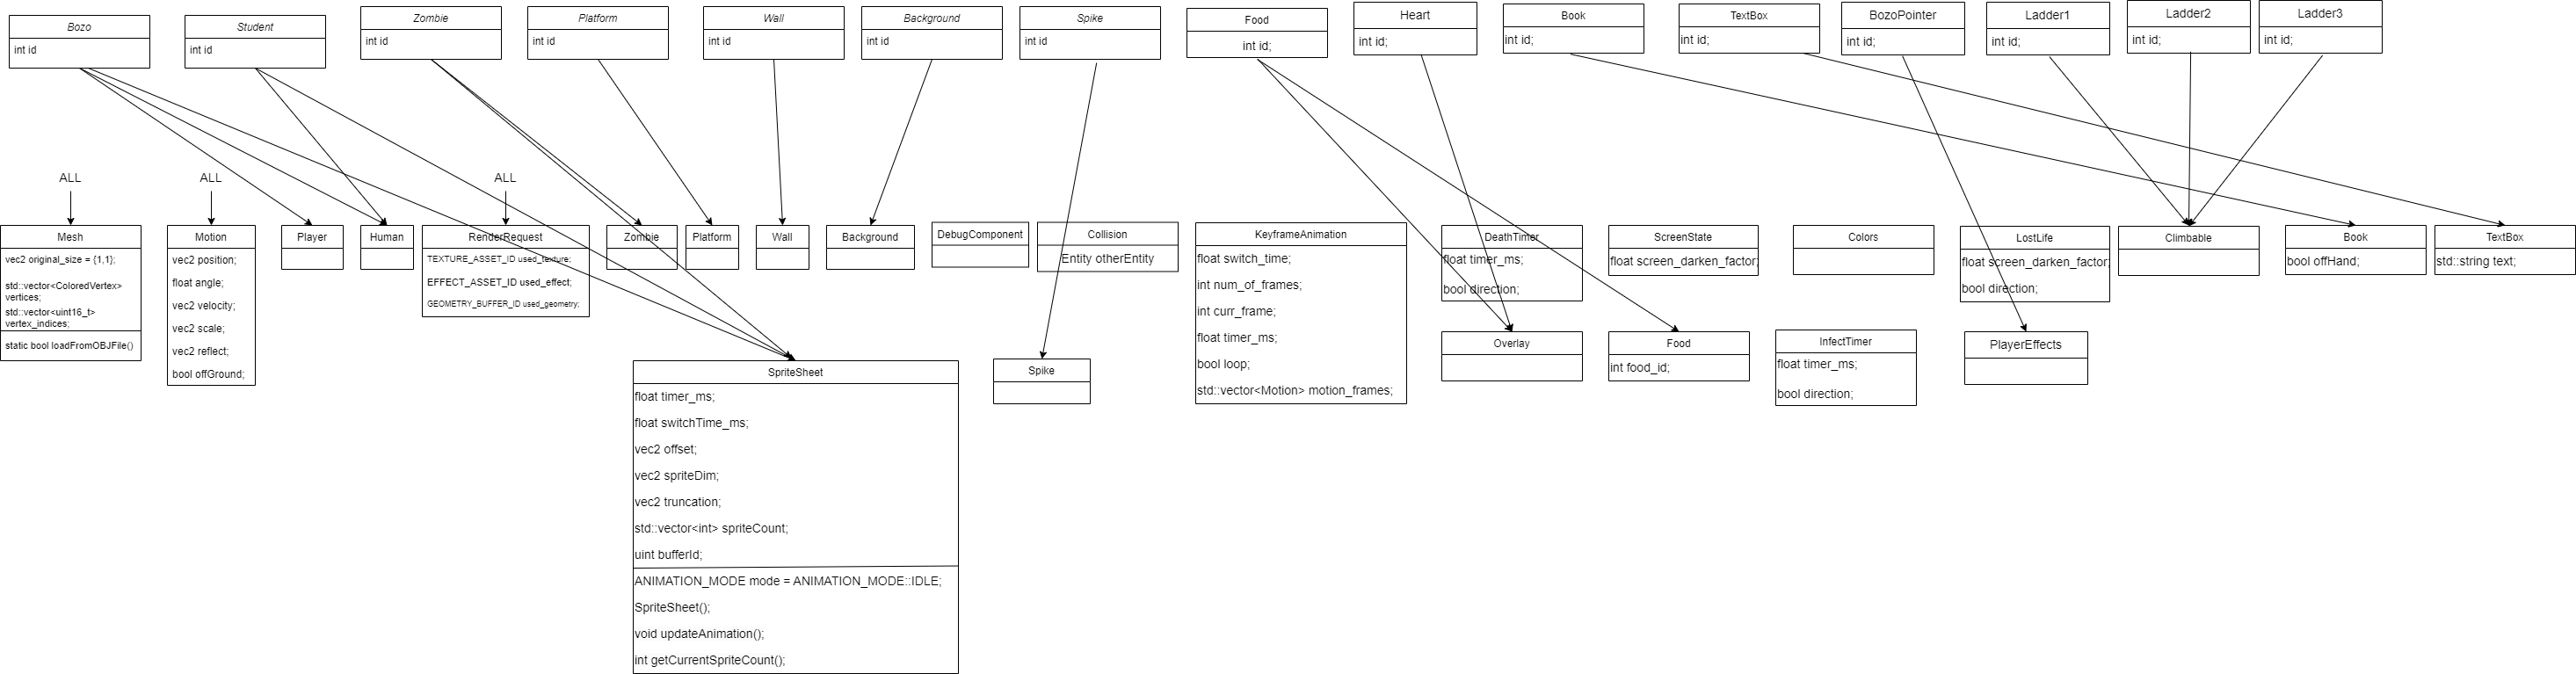 Bozo
int id
Student
int id
Zombie
int id
Platform
int id
Wall
int id
Background
int id
Spike
int id
Food
int id;
Heart
int id;
Book
int id;
TextBox
int id;
BozoPointer
int id;
Ladder1
int id;
Ladder2
int id;
Ladder3
int id;
ALL
ALL
ALL
Mesh
vec2 original_size = {1,1};
std::vector<ColoredVertex>
vertices;
std::vector<uint16_t>
vertex_indices;
static bool loadFromOBJFile()
Motion
vec2 position;
float angle;
vec2 velocity;
vec2 scale;
vec2 reflect;
bool offGround;
Player
Human
RenderRequest
TEXTURE_ASSET_ID used_texture;
EFFECT_ASSET_ID used_effect;
GEOMETRY_BUFFER_ID used_geometry;
Zombie
Platform
Wall
Background
DebugComponent
Collision
Entity otherEntity
KeyframeAnimation
float switch_time;
int num_of_frames;
int curr_frame;
float timer_ms;
bool loop;
std::vector<Motion> motion_frames;
DeathTimer
float timer_ms;
bool direction;
ScreenState
float screen_darken_factor;
Colors
LostLife
float screen_darken_factor;
bool direction;
Climbable
Book
bool offHand;
TextBox
std::string text;
SpriteSheet
float timer_ms;
float switchTime_ms;
vec2 offset;
vec2 spriteDim;
vec2 truncation;
std::vector<int> spriteCount;
uint bufferId;
ANIMATION_MODE mode = ANIMATION_MODE::IDLE;
SpriteSheet();
void updateAnimation();
int getCurrentSpriteCount();
Spike
Overlay
Food
int food_id;
InfectTimer
float timer_ms;
bool direction;
PlayerEffects